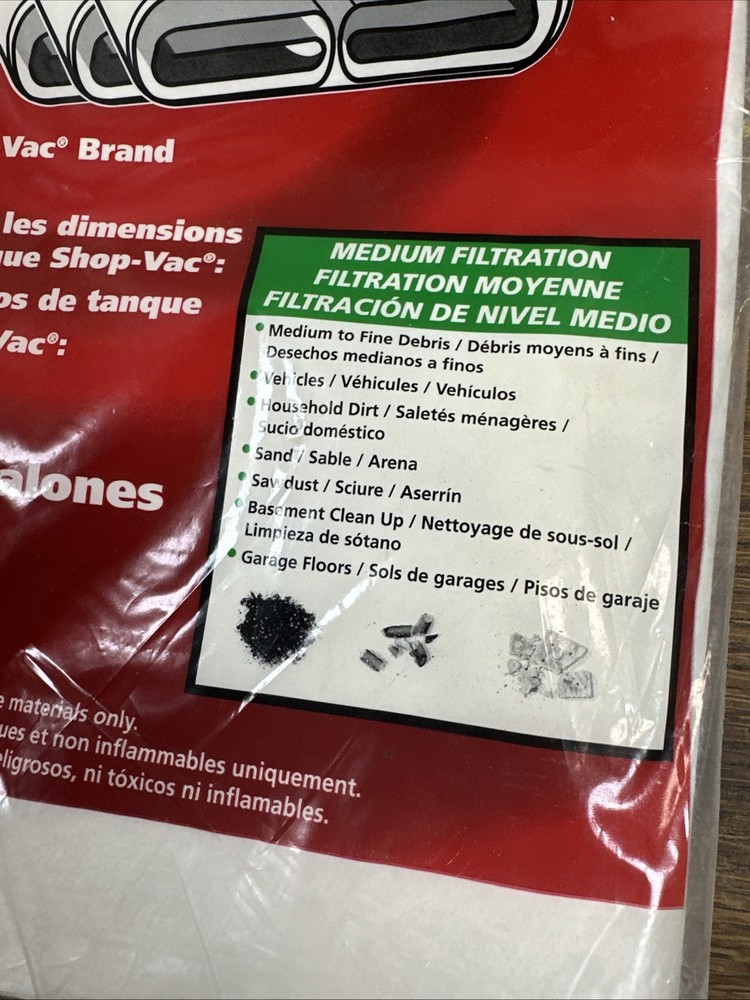 Vac® Brand
les dimensions
ue Shop-Vac®:
os de tanque
Vac®:
alones
MEDIUM FILTRATION
FILTRATION MOYENNE
FILTRACIÓN DE NIVEL MEDIO
• Medium to Fine Debris / Débris moyens à fins /
Desechos medianos a finos
• Vehicles / Véhicules / Vehículos
• Household Dirt / Saletés ménagères /
Sucio doméstico
• Sand / Sable / Arena
• Sawdust / Sciure / Aserrín
• Basement Clean Up / Nettoyage de sous-sol /
Limpieza de sótano
• Garage Floors / Sols de garages / Pisos de garaje
e materials only.
ques et non inflammables uniquement.
eligrosos, ni tóxicos ni inflamables.